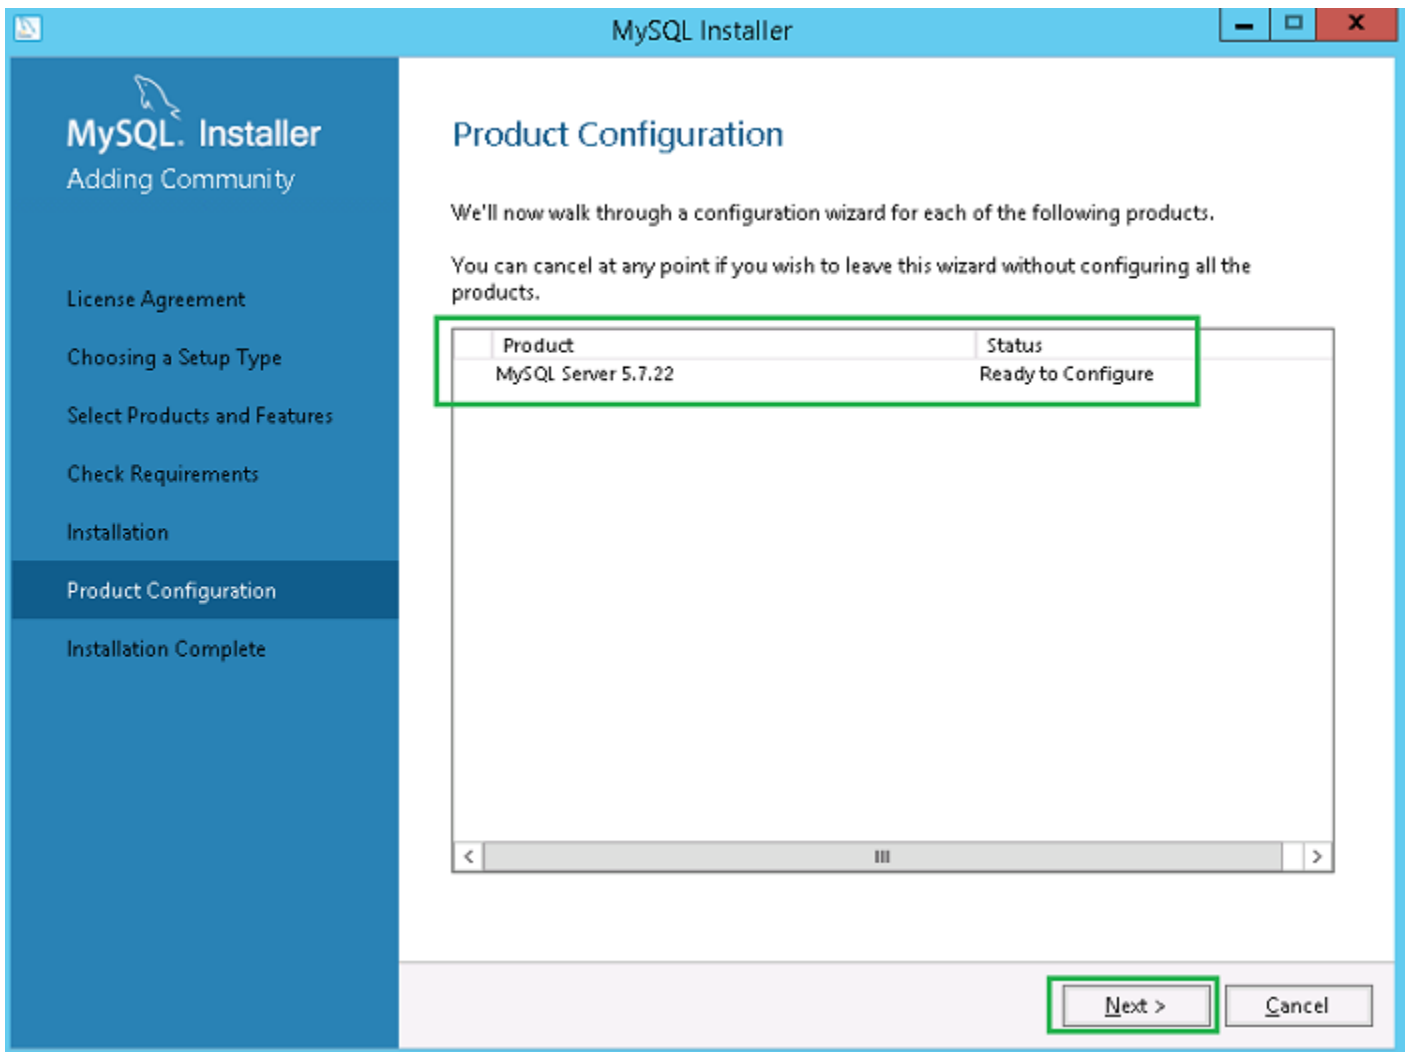 MySQL Installer
MySQL. Installer
Adding Community
License Agreement
Choosing a Setup Type
Select Products and Features
Check Requirements
Installation
Product Configuration
Installation Complete
Product Configuration
We'll now walk through a configuration wizard for each of the following products.
You can cancel at any point if you wish to leave this wizard without configuring all the
products.
Product Status
MySQL Server 5.7.22 Ready to Configure
Next > Cancel